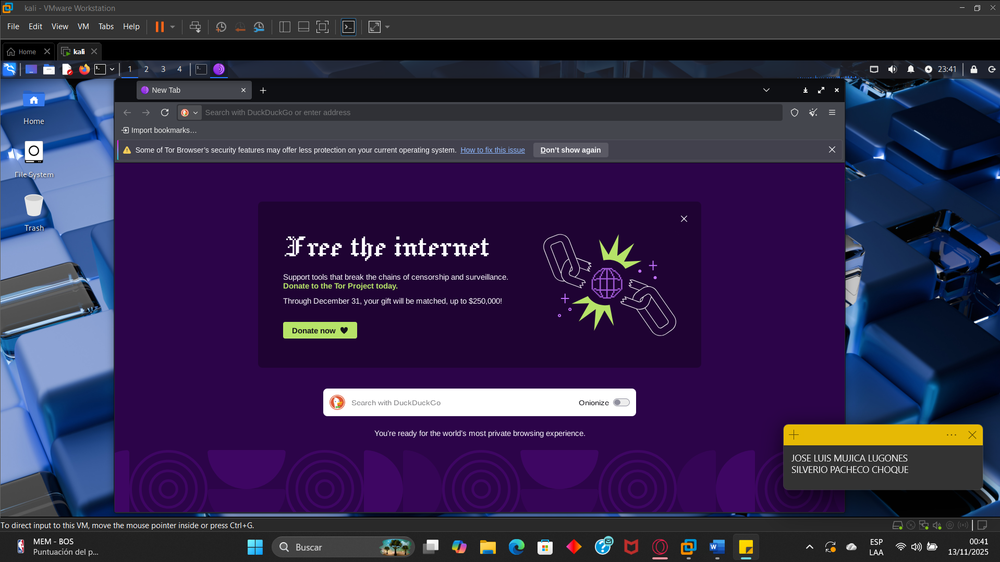 kali - VMware Workstation
File Edit View VM Tabs Help
Home
kali
1 2 3 4
23:41
New Tab
Search with DuckDuckGo or enter address
Import bookmarks…
Some of Tor Browser's security features may offer less protection on your current operating system. How to fix this issue Don't show again
Home
File System
Trash
Free the internet
Support tools that break the chains of censorship and surveillance.
Donate to the Tor Project today.
Through December 31, your gift will be matched, up to $250,000!
Donate now
Search with DuckDuckGo
Onionize
You're ready for the world's most private browsing experience.
JOSE LUIS MUJICA LUGONES
SILVERIO PACHECO CHOQUE
To direct input to this VM, move the mouse pointer inside or press Ctrl+G.
MEM - BOS
Puntuación del p...
Buscar
ESP
LAA
00:41
13/11/2025